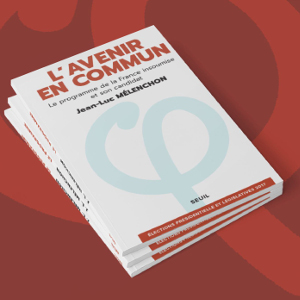 L'AVENIR
EN COMMUN
Le programme de la France insoumise
et son candidat
Jean-Luc MÉLENCHON
SEUIL
ÉLECTIONS PRÉSIDENTIELLE ET LÉGISLATIVES 2017